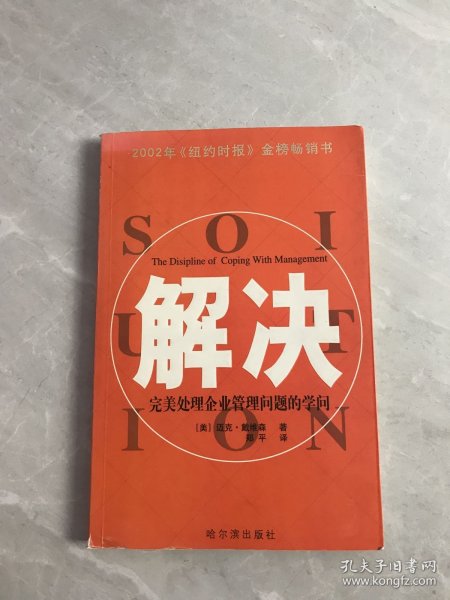 2002年《纽约时报》金榜畅销书
SOI
The Disipline of Coping With Management
解决
U T
完美处理企业管理问题的学问
ION
[美] 迈克·戴维森 著
郑 平 译
哈尔滨出版社
孔夫子旧书网
www.kongfz.com